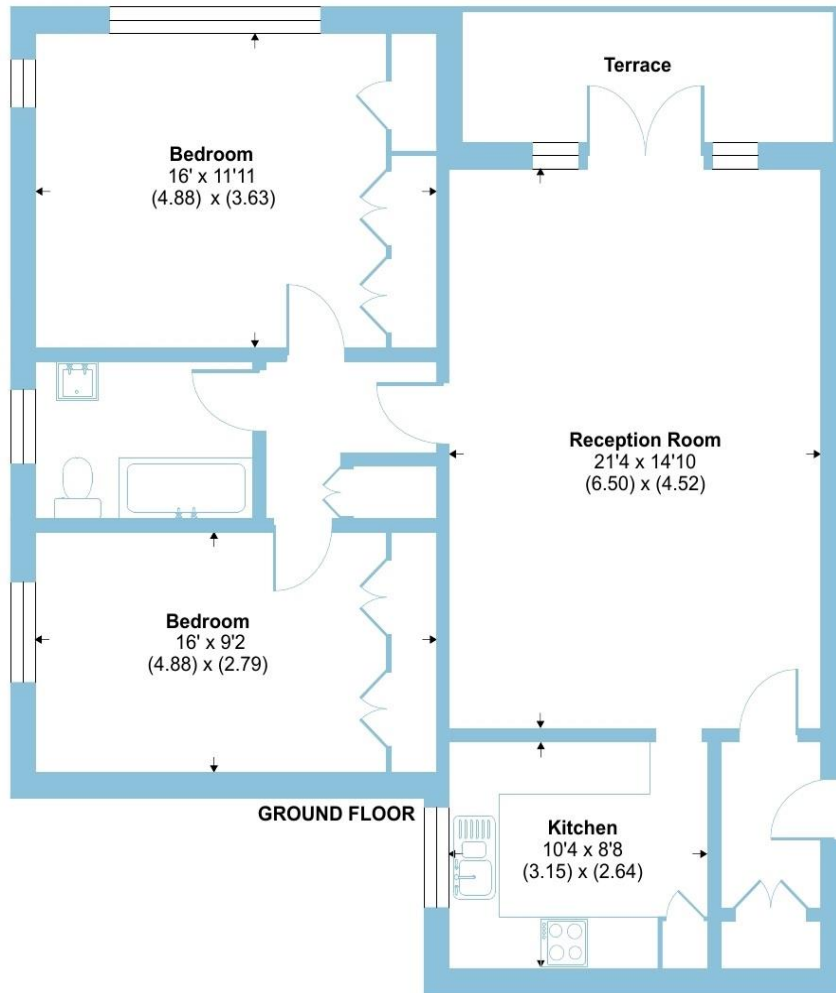 Terrace
Bedroom
16' x 11'11
(4.88) x (3.63)
Reception Room
21'4 x 14'10
(6.50) x (4.52)
Bedroom
16' x 9'2
(4.88) x (2.79)
GROUND FLOOR
Kitchen
10'4 x 8'8
(3.15) x (2.64)